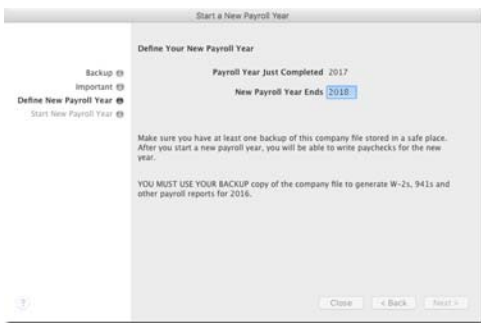 Start a New Payroll Year
Define Your New Payroll Year
Backup
Important
Define New Payroll Year
Start New Payroll Year
Payroll Year Just Completed 2017
New Payroll Year Ends 2018
Make sure you have at least one backup of this company file stored in a safe place.
After you start a new payroll year, you will be able to write paychecks for the new
year.
YOU MUST USE YOUR BACKUP copy of the company file to generate W-2s, 941s and
other payroll reports for 2016.
?
Close
< Back
Next >